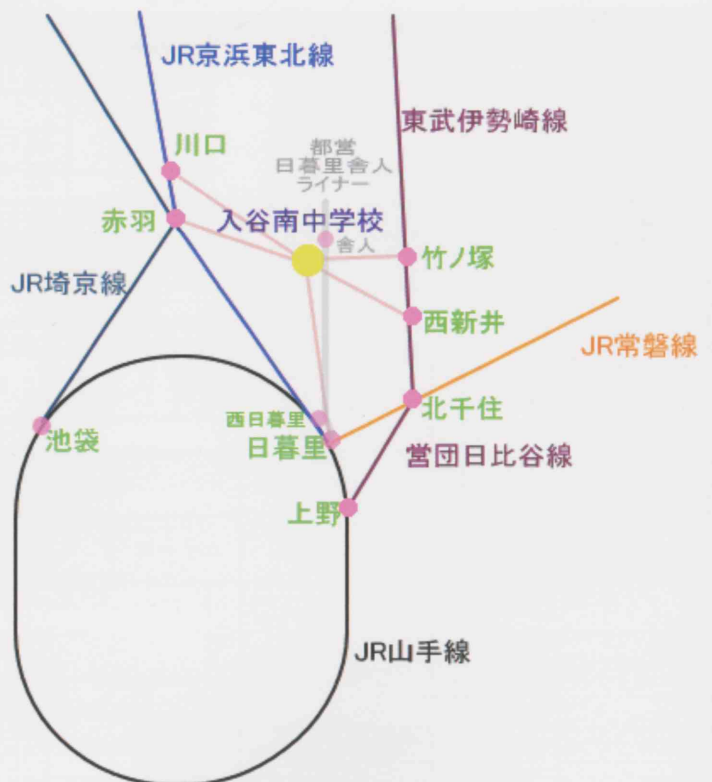 JR京浜東北線
東武伊勢崎線
川口
都営
日暮里舎人
ライナー
赤羽
入谷南中学校
舎人
竹ノ塚
JR埼京線
西新井
JR常磐線
北千住
西日暮里
池袋
日暮里
営団日比谷線
上野
JR山手線